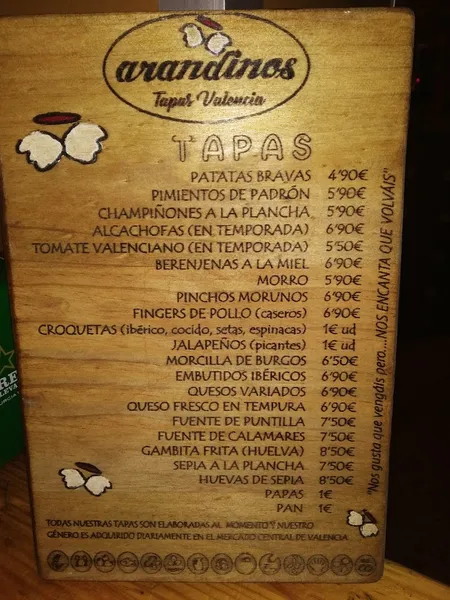 arandinos
Tapas Valencia
TAPAS
PATATAS BRAVAS 4'90€
PIMIENTOS DE PADRÓN 5'90€
CHAMPIÑONES A LA PLANCHA 5'90€
ALCACHOFAS (EN TEMPORADA) 6'90€
TOMATE VALENCIANO (EN TEMPORADA) 5'50€
BERENJENAS A LA MIEL 6'90€
MORRO 5'90€
PINCHOS MORUNOS 6'90€
FINGERS DE POLLO (caseros) 6'90€
CROQUETAS (ibérico, cocido, setas, espinacas) 1€ ud
JALAPEÑOS (picantes) 1€ ud
MORCILLA DE BURGOS 6'50€
EMBUTIDOS IBÉRICOS 6'90€
QUESOS VARIADOS 6'90€
QUESO FRESCO EN TEMPURA 6'90€
FUENTE DE PUNTILLA 7'50€
FUENTE DE CALAMARES 7'50€
GAMBITA FRITA (HUELVA) 8'50€
SEPIA A LA PLANCHA 7'50€
HUEVAS DE SEPIA 8'50€
PAPAS 1€
PAN 1€
"Nos gusta que vengáis pero...NOS ENCANTA QUE VOLVÁIS"
TODAS NUESTRAS TAPAS SON ELABORADAS AL MOMENTO Y NUESTRO
GÉNERO ES ADQUIRIDO DIARIAMENTE EN EL MERCADO CENTRAL DE VALENCIA